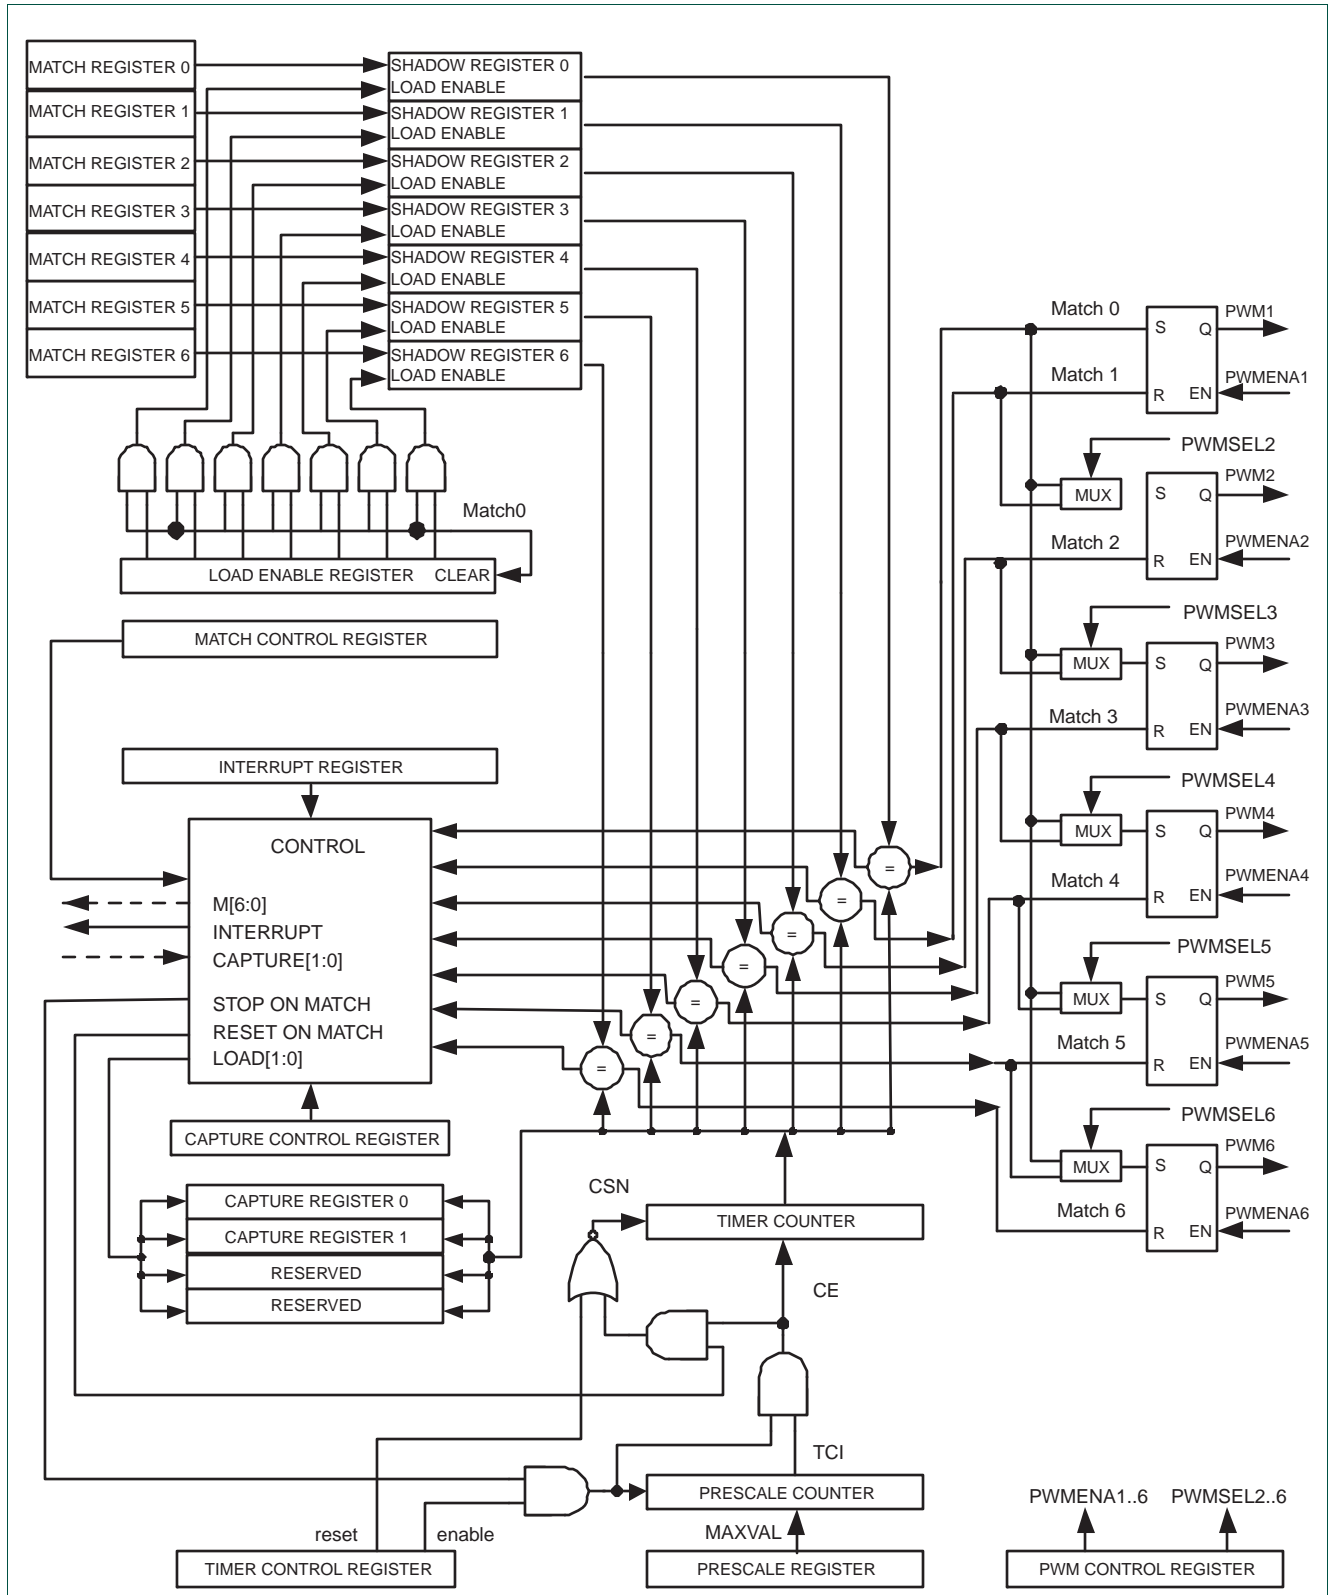 MATCH REGISTER 0
MATCH REGISTER 1
MATCH REGISTER 2
MATCH REGISTER 3
MATCH REGISTER 4
MATCH REGISTER 5
MATCH REGISTER 6
SHADOW REGISTER 0
LOAD ENABLE
SHADOW REGISTER 1
LOAD ENABLE
SHADOW REGISTER 2
LOAD ENABLE
SHADOW REGISTER 3
LOAD ENABLE
SHADOW REGISTER 4
LOAD ENABLE
SHADOW REGISTER 5
LOAD ENABLE
SHADOW REGISTER 6
LOAD ENABLE
Match0
LOAD ENABLE REGISTER CLEAR
MATCH CONTROL REGISTER
INTERRUPT REGISTER
CONTROL
M[6:0]
INTERRUPT
CAPTURE[1:0]
STOP ON MATCH
RESET ON MATCH
LOAD[1:0]
CAPTURE CONTROL REGISTER
CAPTURE REGISTER 0
CAPTURE REGISTER 1
RESERVED
RESERVED
=
=
=
=
=
=
=
Match 0
S Q
PWM1
Match 1
R EN
PWMENA1
PWMSEL2
MUX
S Q
PWM2
Match 2
R EN
PWMENA2
PWMSEL3
MUX
S Q
PWM3
Match 3
R EN
PWMENA3
PWMSEL4
MUX
S Q
PWM4
Match 4
R EN
PWMENA4
PWMSEL5
MUX
S Q
PWM5
Match 5
R EN
PWMENA5
PWMSEL6
MUX
S Q
PWM6
Match 6
R EN
PWMENA6
CSN
TIMER COUNTER
CE
TCI
PRESCALE COUNTER
MAXVAL
PRESCALE REGISTER
reset
enable
TIMER CONTROL REGISTER
PWMENA1..6
PWMSEL2..6
PWM CONTROL REGISTER